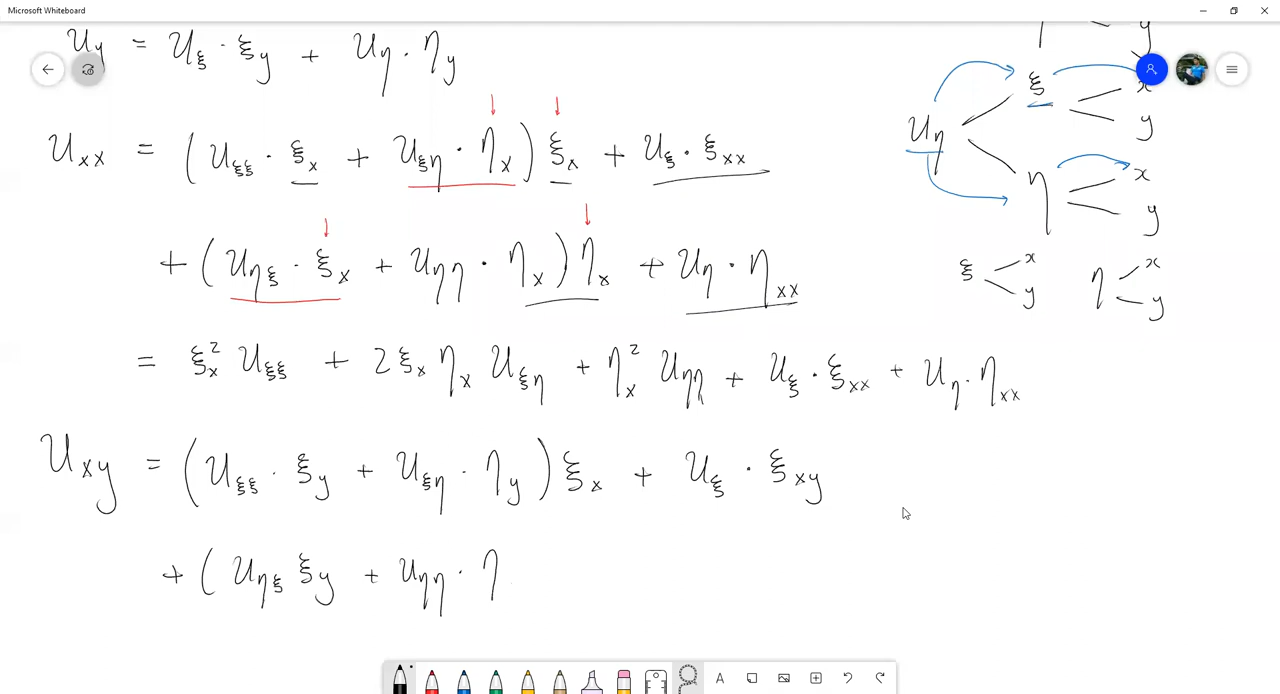 Microsoft Whiteboard
u_y = u_ξ · ξ_y + u_η · η_y
y
u_xx = (u_ξξ · ξ_x + u_ξη · η_x) ξ_x + u_ξ · ξ_xx
+ (u_ηξ · ξ_x + u_ηη · η_x) η_x + u_η · η_xx
u_η ξ x y
η x y
ξ x y η x y
= ξ_x^2 u_ξξ + 2 ξ_x η_x u_ξη + η_x^2 u_ηη + u_ξ · ξ_xx + u_η · η_xx
u_xy = (u_ξξ · ξ_y + u_ξη · η_y) ξ_x + u_ξ · ξ_xy
+ (u_ηξ ξ_y + u_ηη · η
A